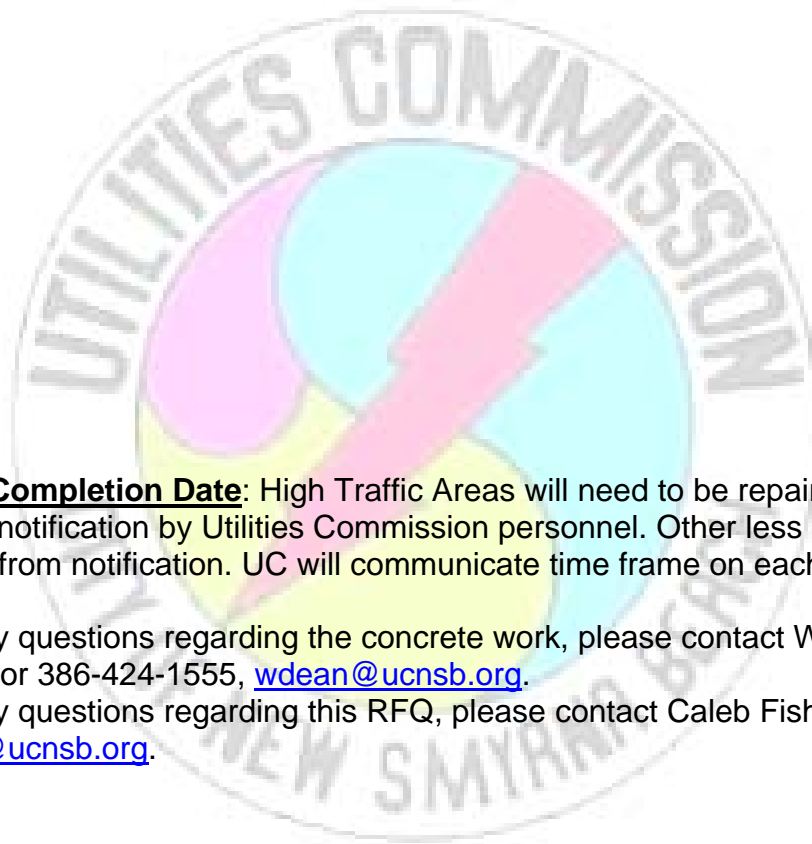 UTILITIES COMMISSION
Completion Date: High Traffic Areas will need to be repair
notification by Utilities Commission personnel. Other less
from notification. UC will communicate time frame on each
y questions regarding the concrete work, please contact W
or 386-424-1555, wdean@ucnsb.org.
y questions regarding this RFQ, please contact Caleb Fish
@ucnsb.org.
NEW SMYRNA BEACH